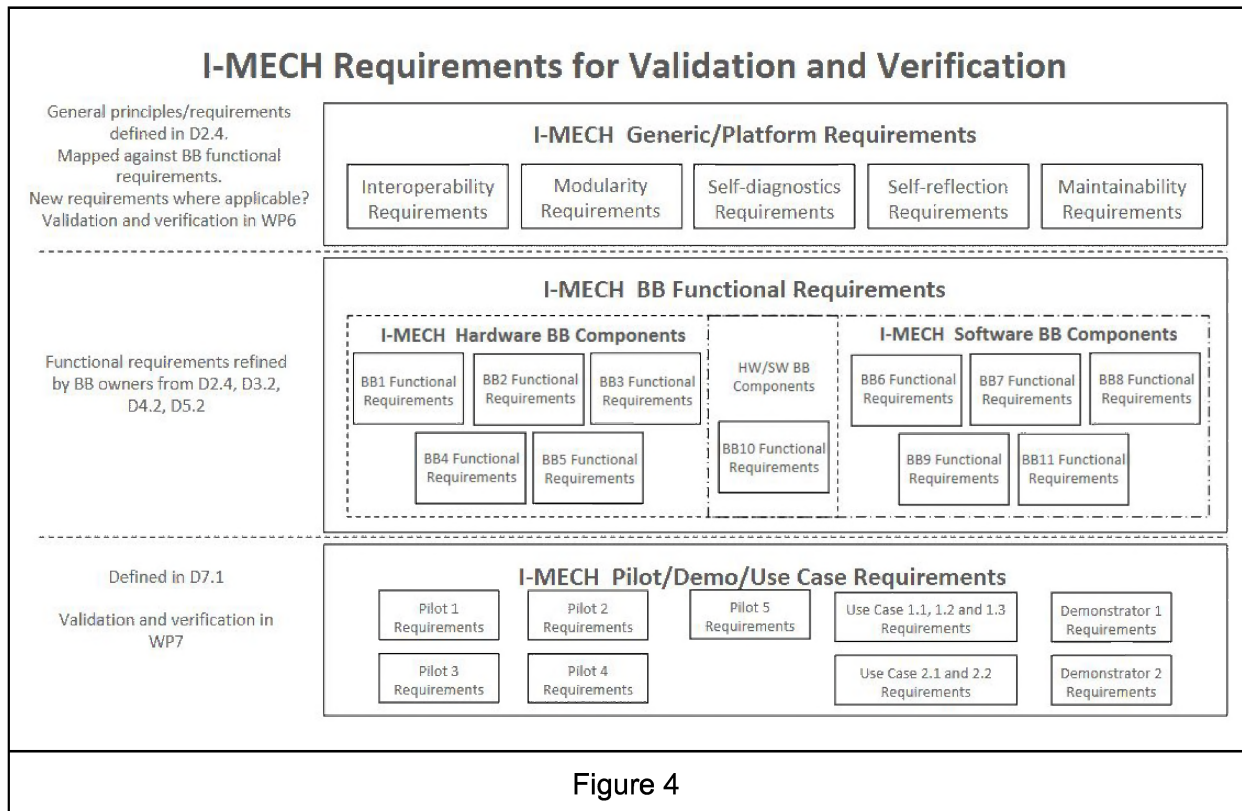 I-MECH Requirements for Validation and Verification
General principles/requirements
defined in D2.4.
Mapped against BB functional
requirements.
New requirements where applicable?
Validation and verification in WP6
I-MECH Generic/Platform Requirements
Interoperability
Requirements
Modularity
Requirements
Self-diagnostics
Requirements
Self-reflection
Requirements
Maintainability
Requirements
Functional requirements refined
by BB owners from D2.4, D3.2,
D4.2, D5.2
I-MECH BB Functional Requirements
I-MECH Hardware BB Components
BB1 Functional
Requirements
BB2 Functional
Requirements
BB3 Functional
Requirements
BB4 Functional
Requirements
BB5 Functional
Requirements
HW/SW BB
Components
BB10 Functional
Requirements
I-MECH Software BB Components
BB6 Functional
Requirements
BB7 Functional
Requirements
BB8 Functional
Requirements
BB9 Functional
Requirements
BB11 Functional
Requirements
Defined in D7.1
Validation and verification in
WP7
I-MECH Pilot/Demo/Use Case Requirements
Pilot 1
Requirements
Pilot 2
Requirements
Pilot 5
Requirements
Use Case 1.1, 1.2 and 1.3
Requirements
Demonstrator 1
Requirements
Pilot 3
Requirements
Pilot 4
Requirements
Use Case 2.1 and 2.2
Requirements
Demonstrator 2
Requirements
Figure 4